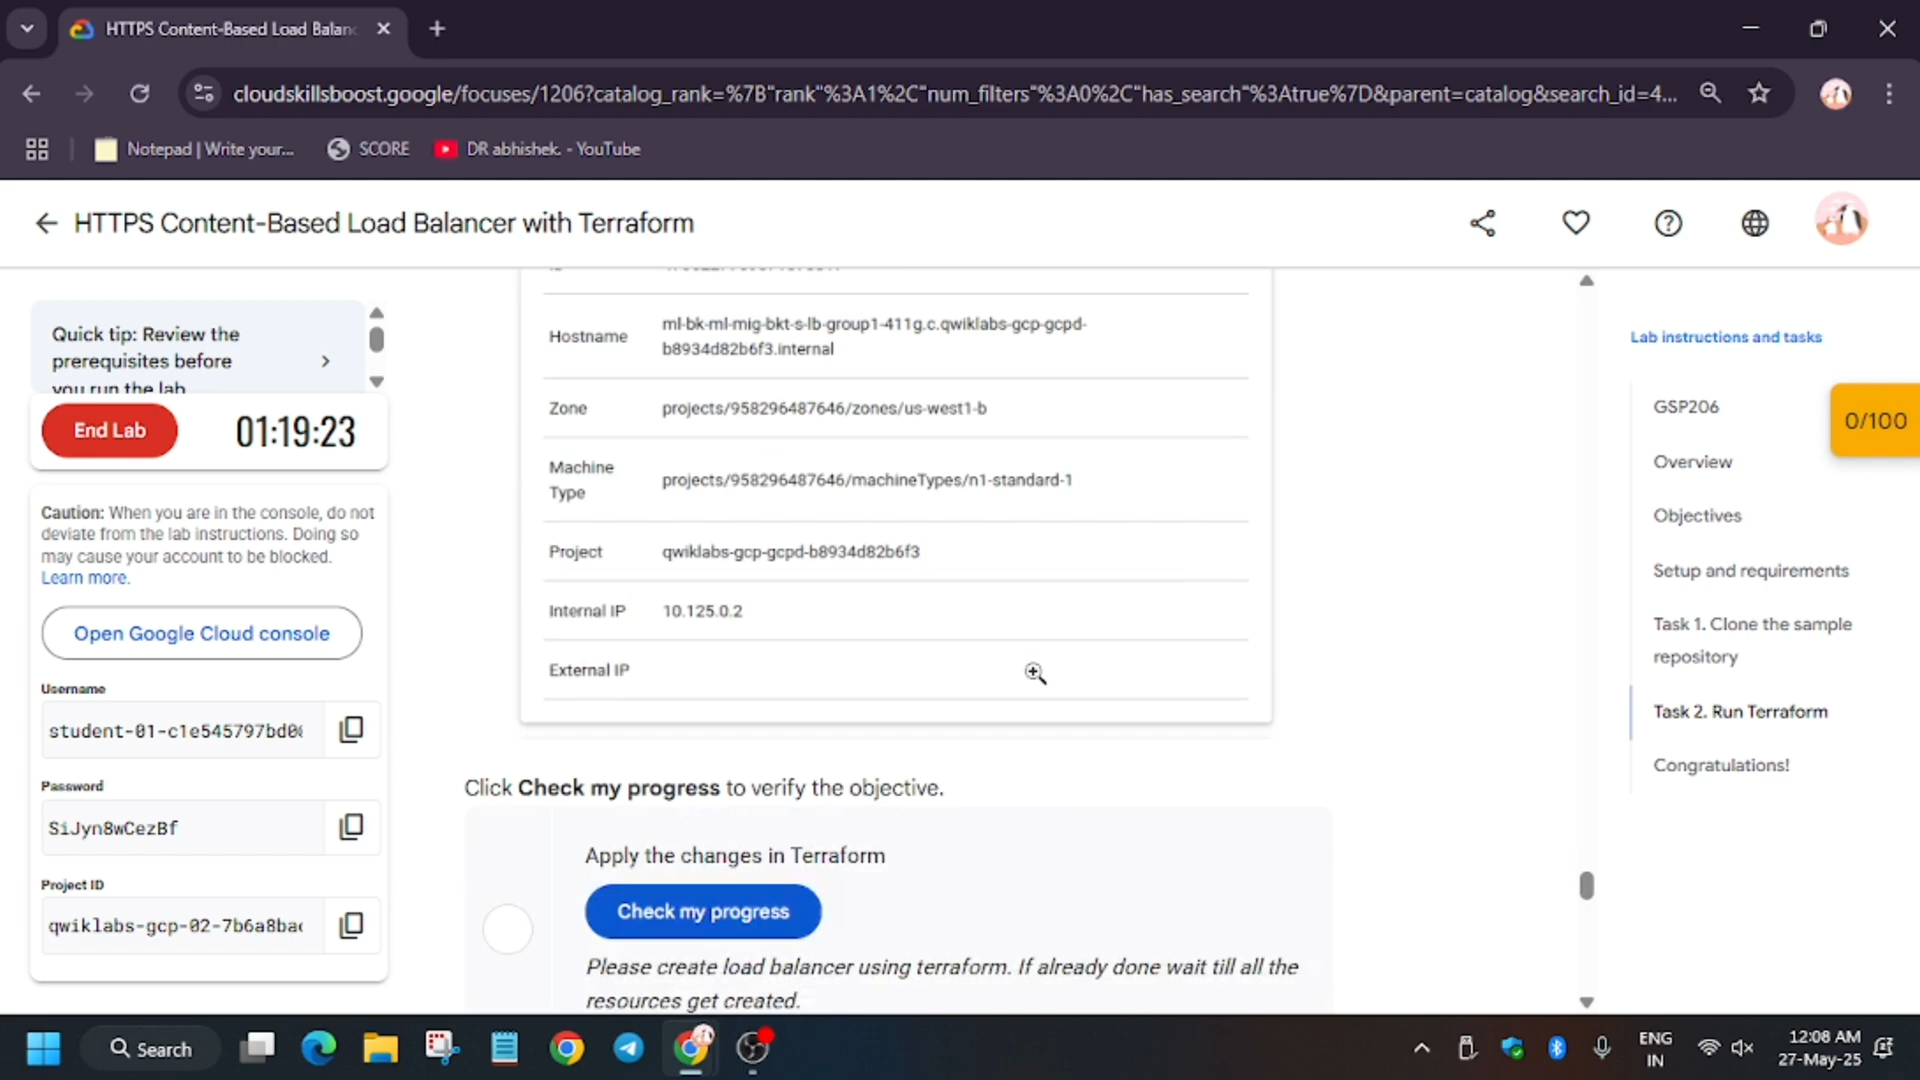 HTTPS Content-Based Load Balan
cloudskillsboost.google/focuses/1206?catalog_rank=%7B"rank"%3A1%2C"num_filters"%3A0%2C"has_search"%3Atrue%7D&parent=catalog&search_id=4...
Notepad | Write your...
SCORE
DR abhishek. - YouTube
HTTPS Content-Based Load Balancer with Terraform
Quick tip: Review the
prerequisites before
you run the lab
End Lab
01:19:23
Caution: When you are in the console, do not
deviate from the lab instructions. Doing so
may cause your account to be blocked.
Learn more.
Open Google Cloud console
Username
student-01-c1e545797bd0
Password
SiJyn8wCezBf
Project ID
qwiklabs-gcp-02-7b6a8bac
Hostname
ml-bk-ml-mig-bkt-s-lb-group1-411g.c.qwiklabs-gcp-gcpd-
b8934d82b6f3.internal
Zone
projects/958296487646/zones/us-west1-b
Machine
Type
projects/958296487646/machineTypes/n1-standard-1
Project
qwiklabs-gcp-gcpd-b8934d82b6f3
Internal IP
10.125.0.2
External IP
Click Check my progress to verify the objective.
Apply the changes in Terraform
Check my progress
Please create load balancer using terraform. If already done wait till all the
resources get created.
Lab instructions and tasks
GSP206
0/100
Overview
Objectives
Setup and requirements
Task 1. Clone the sample
repository
Task 2. Run Terraform
Congratulations!
Search
ENG
IN
12:08 AM
27-May-25